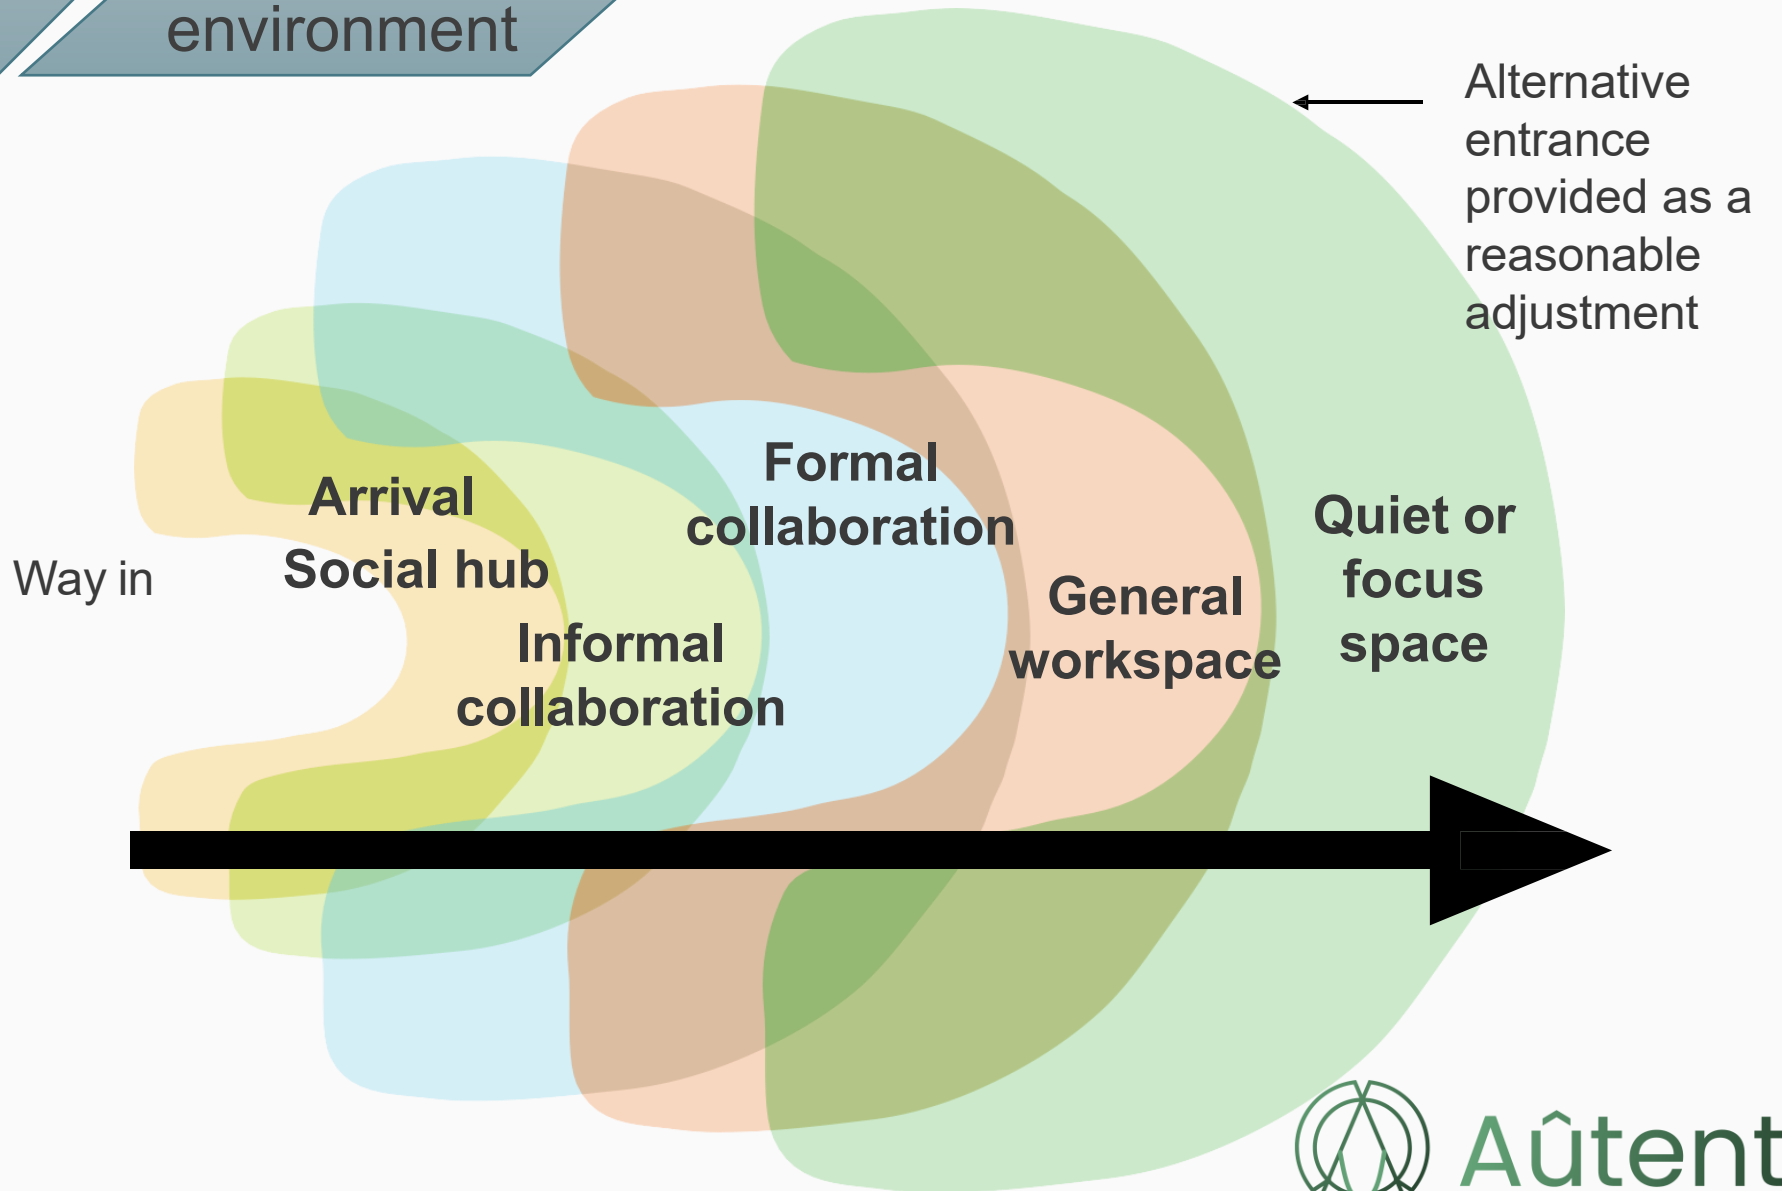 environment
Alternative
entrance
provided as a
reasonable
adjustment
Arrival
Social hub
Way in
Informal
collaboration
Formal
collaboration
General
workspace
Quiet or
focus
space
Aûtent